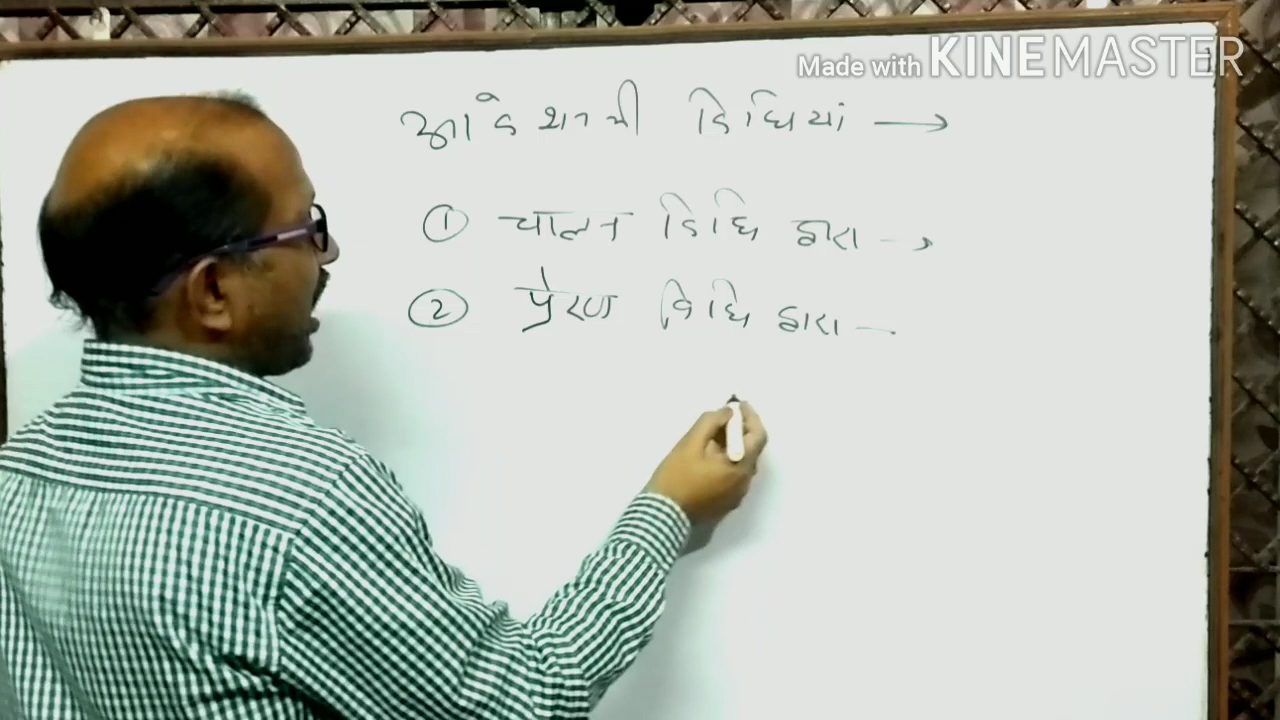 Made with KINEMASTER
आवेशन की विधियां →
① चालन विधि द्वारा →
② प्रेरण विधि द्वारा —